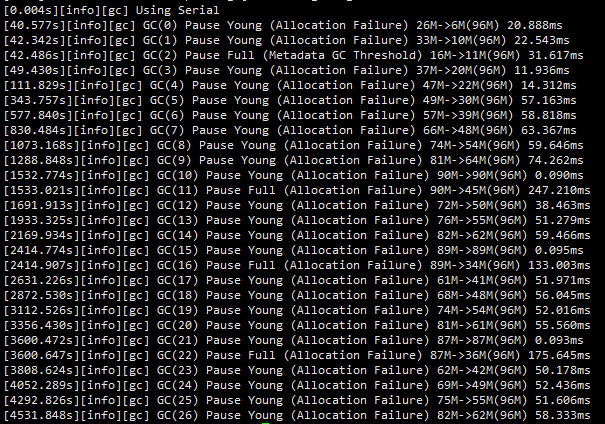 [0.004s][info][gc] Using Serial
[40.577s][info][gc] GC(0) Pause Young (Allocation Failure) 26M->6M(96M) 20.888ms
[42.342s][info][gc] GC(1) Pause Young (Allocation Failure) 33M->10M(96M) 22.543ms
[42.486s][info][gc] GC(2) Pause Full (Metadata GC Threshold) 16M->11M(96M) 31.617ms
[49.430s][info][gc] GC(3) Pause Young (Allocation Failure) 37M->20M(96M) 11.936ms
[111.829s][info][gc] GC(4) Pause Young (Allocation Failure) 47M->22M(96M) 14.312ms
[343.757s][info][gc] GC(5) Pause Young (Allocation Failure) 49M->30M(96M) 57.163ms
[577.840s][info][gc] GC(6) Pause Young (Allocation Failure) 57M->39M(96M) 58.818ms
[830.484s][info][gc] GC(7) Pause Young (Allocation Failure) 66M->48M(96M) 63.367ms
[1073.168s][info][gc] GC(8) Pause Young (Allocation Failure) 74M->54M(96M) 59.646ms
[1288.848s][info][gc] GC(9) Pause Young (Allocation Failure) 81M->64M(96M) 74.262ms
[1532.774s][info][gc] GC(10) Pause Young (Allocation Failure) 90M->90M(96M) 0.090ms
[1533.021s][info][gc] GC(11) Pause Full (Allocation Failure) 90M->45M(96M) 247.210ms
[1691.913s][info][gc] GC(12) Pause Young (Allocation Failure) 72M->50M(96M) 38.463ms
[1933.325s][info][gc] GC(13) Pause Young (Allocation Failure) 76M->55M(96M) 51.279ms
[2169.934s][info][gc] GC(14) Pause Young (Allocation Failure) 82M->62M(96M) 59.466ms
[2414.774s][info][gc] GC(15) Pause Young (Allocation Failure) 89M->89M(96M) 0.095ms
[2414.907s][info][gc] GC(16) Pause Full (Allocation Failure) 89M->34M(96M) 133.003ms
[2631.226s][info][gc] GC(17) Pause Young (Allocation Failure) 61M->41M(96M) 51.971ms
[2872.530s][info][gc] GC(18) Pause Young (Allocation Failure) 68M->48M(96M) 56.045ms
[3112.526s][info][gc] GC(19) Pause Young (Allocation Failure) 74M->54M(96M) 52.016ms
[3356.430s][info][gc] GC(20) Pause Young (Allocation Failure) 81M->61M(96M) 55.560ms
[3600.472s][info][gc] GC(21) Pause Young (Allocation Failure) 87M->87M(96M) 0.093ms
[3600.647s][info][gc] GC(22) Pause Full (Allocation Failure) 87M->36M(96M) 175.645ms
[3808.624s][info][gc] GC(23) Pause Young (Allocation Failure) 62M->42M(96M) 50.178ms
[4052.289s][info][gc] GC(24) Pause Young (Allocation Failure) 69M->49M(96M) 52.436ms
[4292.826s][info][gc] GC(25) Pause Young (Allocation Failure) 75M->55M(96M) 51.606ms
[4531.848s][info][gc] GC(26) Pause Young (Allocation Failure) 82M->62M(96M) 58.333ms